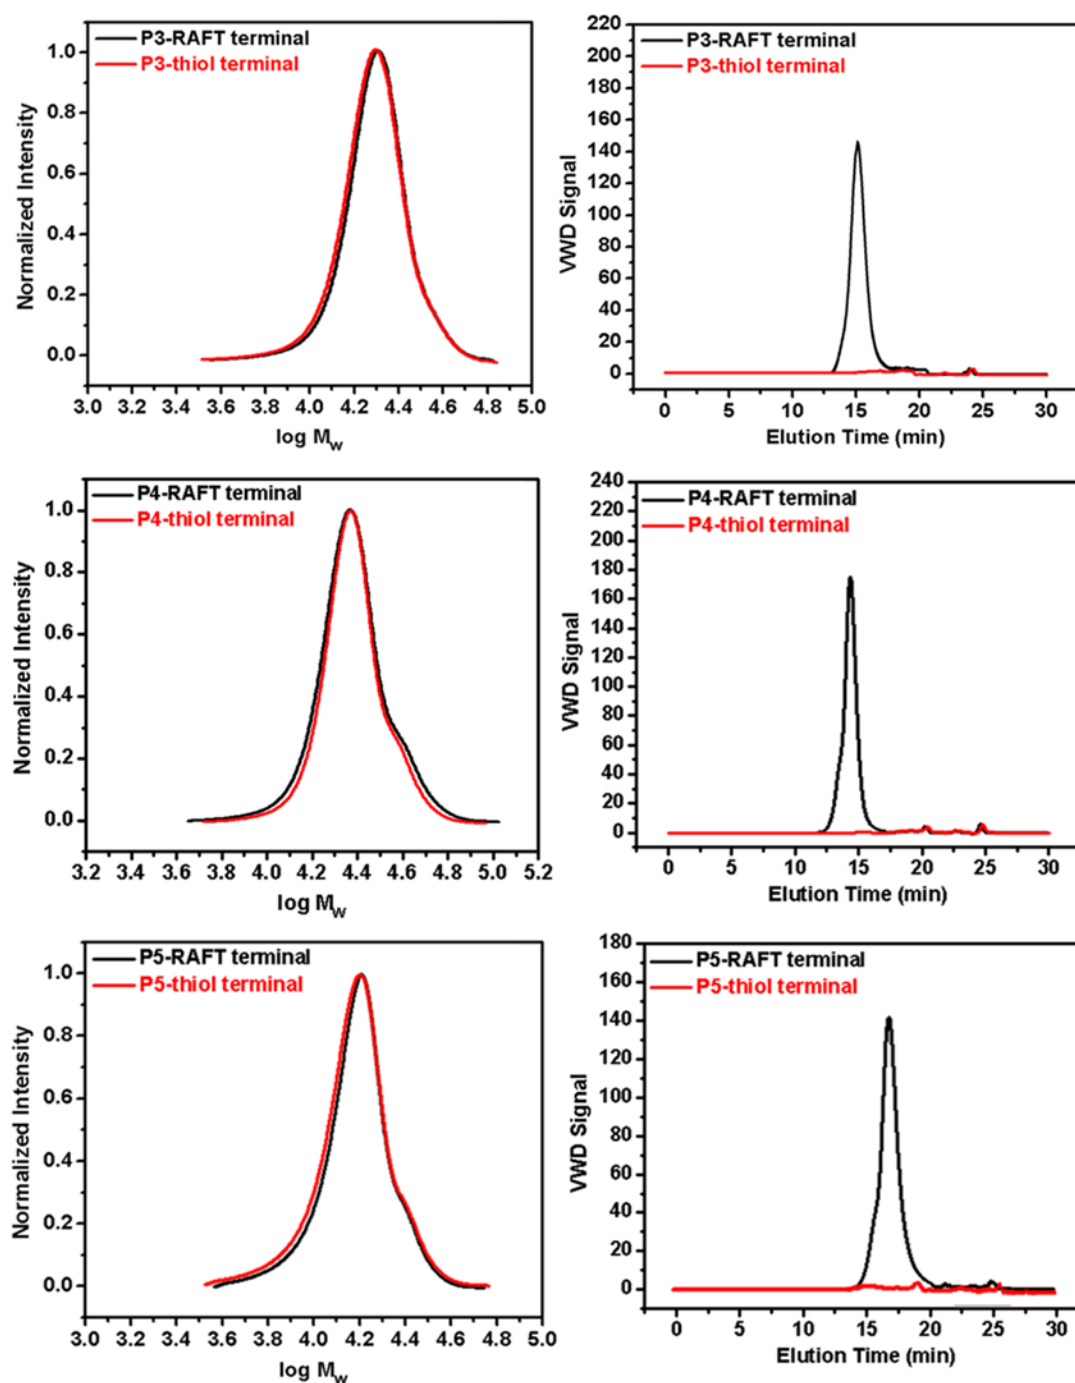 P3-RAFT terminal
P3-thiol terminal
1.0
0.8
0.6
0.4
0.2
0.0
Normalized Intensity
3.0 3.2 3.4 3.6 3.8 4.0 4.2 4.4 4.6 4.8 5.0
log Mw
P3-RAFT terminal
P3-thiol terminal
220
200
180
160
140
120
100
80
60
40
20
0
VWD Signal
0 5 10 15 20 25 30
Elution Time (min)
P4-RAFT terminal
P4-thiol terminal
1.0
0.8
0.6
0.4
0.2
0.0
Normalized Intensity
3.2 3.4 3.6 3.8 4.0 4.2 4.4 4.6 4.8 5.0 5.2
log Mw
P4-RAFT terminal
P4-thiol terminal
240
220
200
180
160
140
120
100
80
60
40
20
0
VWD Signal
0 5 10 15 20 25 30
Elution Time (min)
P5-RAFT terminal
P5-thiol terminal
1.0
0.8
0.6
0.4
0.2
0.0
Normalized Intensity
3.0 3.2 3.4 3.6 3.8 4.0 4.2 4.4 4.6 4.8 5.0
log Mw
P5-RAFT terminal
P5-thiol terminal
180
160
140
120
100
80
60
40
20
0
VWD Signal
0 5 10 15 20 25 30
Elution Time (min)